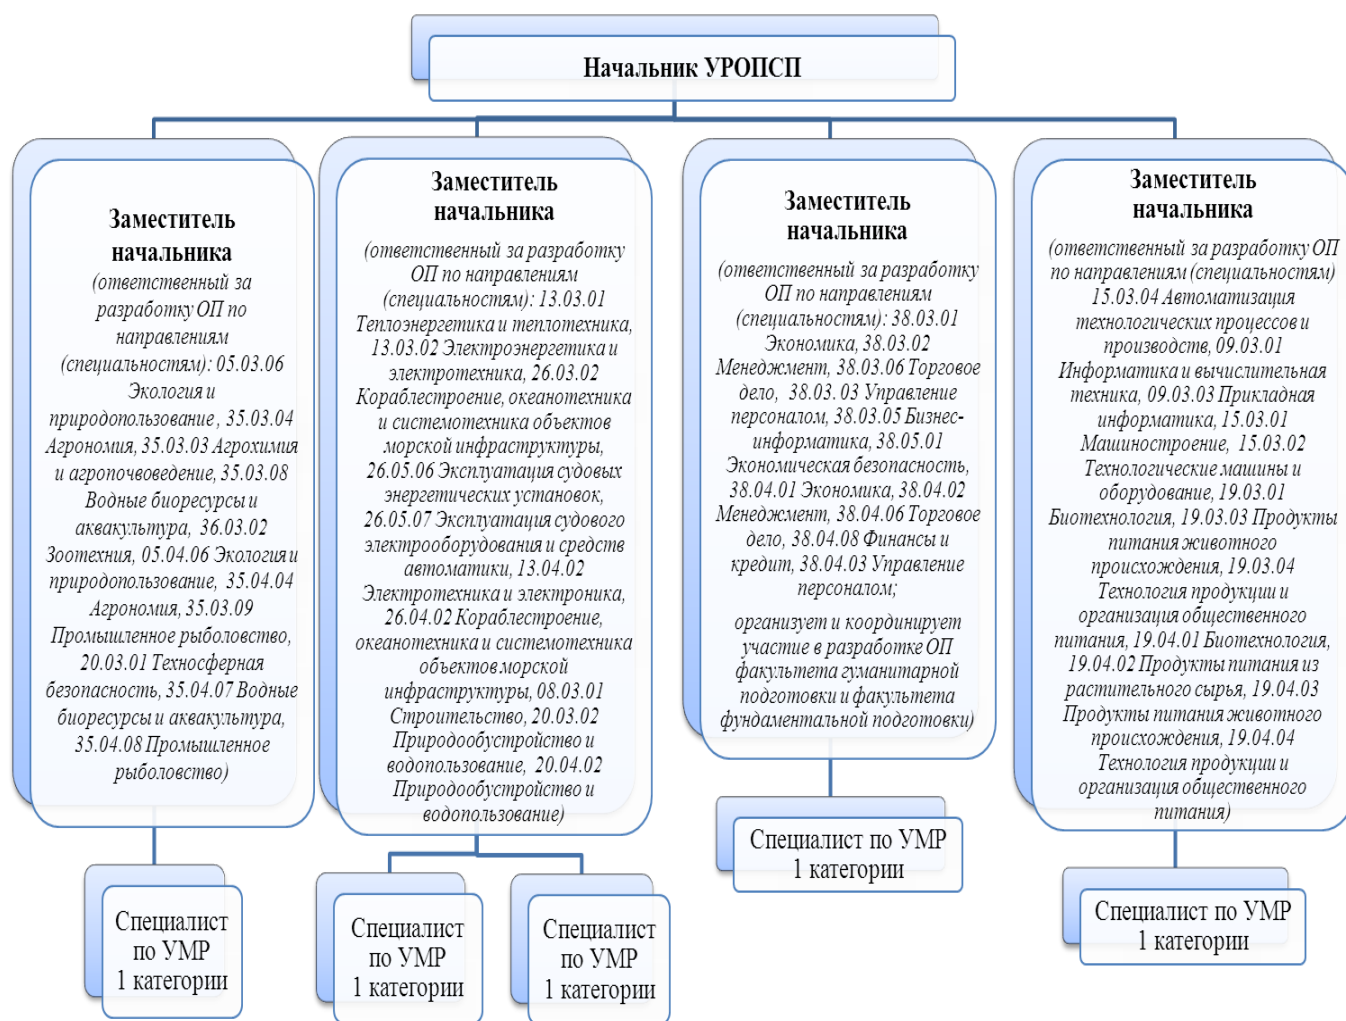 Начальник УРОПСП
Заместитель
начальника
(ответственный за
разработку ОП по
направлениям
(специальностям): 05.03.06
Экология и
природопользование, 35.03.04
Агрономия, 35.03.03 Агрохимия
и агропочвоведение, 35.03.08
Водные биоресурсы и
аквакультура, 36.03.02
Зоотехния, 05.04.06 Экология и
природопользование, 35.04.04
Агрономия, 35.03.09
Промышленное рыболовство,
20.03.01 Техносферная
безопасность, 35.04.07 Водные
биоресурсы и аквакультура,
35.04.08 Промышленное
рыболовство)
Заместитель
начальника
(ответственный за разработку
ОП по направлениям
(специальностям): 13.03.01
Теплоэнергетика и теплотехника,
13.03.02 Электроэнергетика и
электротехника, 26.03.02
Кораблестроение, океанотехника
и системотехника объектов
морской инфраструктуры,
26.05.06 Эксплуатация судовых
энергетических установок,
26.05.07 Эксплуатация судового
электрооборудования и средств
автоматики, 13.04.02
Электротехника и электроника,
26.04.02 Кораблестроение,
океанотехника и системотехника
объектов морской
инфраструктуры, 08.03.01
Строительство, 20.03.02
Природообустройство и
водопользование, 20.04.02
Природообустройство и
водопользование)
Заместитель
начальника
(ответственный за разработку
ОП по направлениям
(специальностям): 38.03.01
Экономика, 38.03.02
Менеджмент, 38.03.06 Торговое
дело, 38.03.03 Управление
персоналом, 38.03.05 Бизнес-
информатика, 38.05.01
Экономическая безопасность,
38.04.01 Экономика, 38.04.02
Менеджмент, 38.04.06 Торговое
дело, 38.04.08 Финансы и
кредит, 38.04.03 Управление
персоналом;
организует и координирует
участие в разработке ОП
факультета гуманитарной
подготовки и факультета
фундаментальной подготовки)
Заместитель
начальника
(ответственный за разработку ОП
по направлениям (специальностям)
15.03.04 Автоматизация
технологических процессов и
производств, 09.03.01
Информатика и вычислительная
техника, 09.03.03 Прикладная
информатика, 15.03.01
Машиностроение, 15.03.02
Технологические машины и
оборудование, 19.03.01
Биотехнология, 19.03.03 Продукты
питания животного
происхождения, 19.03.04
Технология продукции и
организация общественного
питания, 19.04.01 Биотехнология,
19.04.02 Продукты питания из
растительного сырья, 19.04.03
Продукты питания животного
происхождения, 19.04.04
Технология продукции и
организация общественного
питания)
Специалист
по УМР
1 категории
Специалист
по УМР
1 категории
Специалист
по УМР
1 категории
Специалист по УМР
1 категории
Специалист по УМР
1 категории